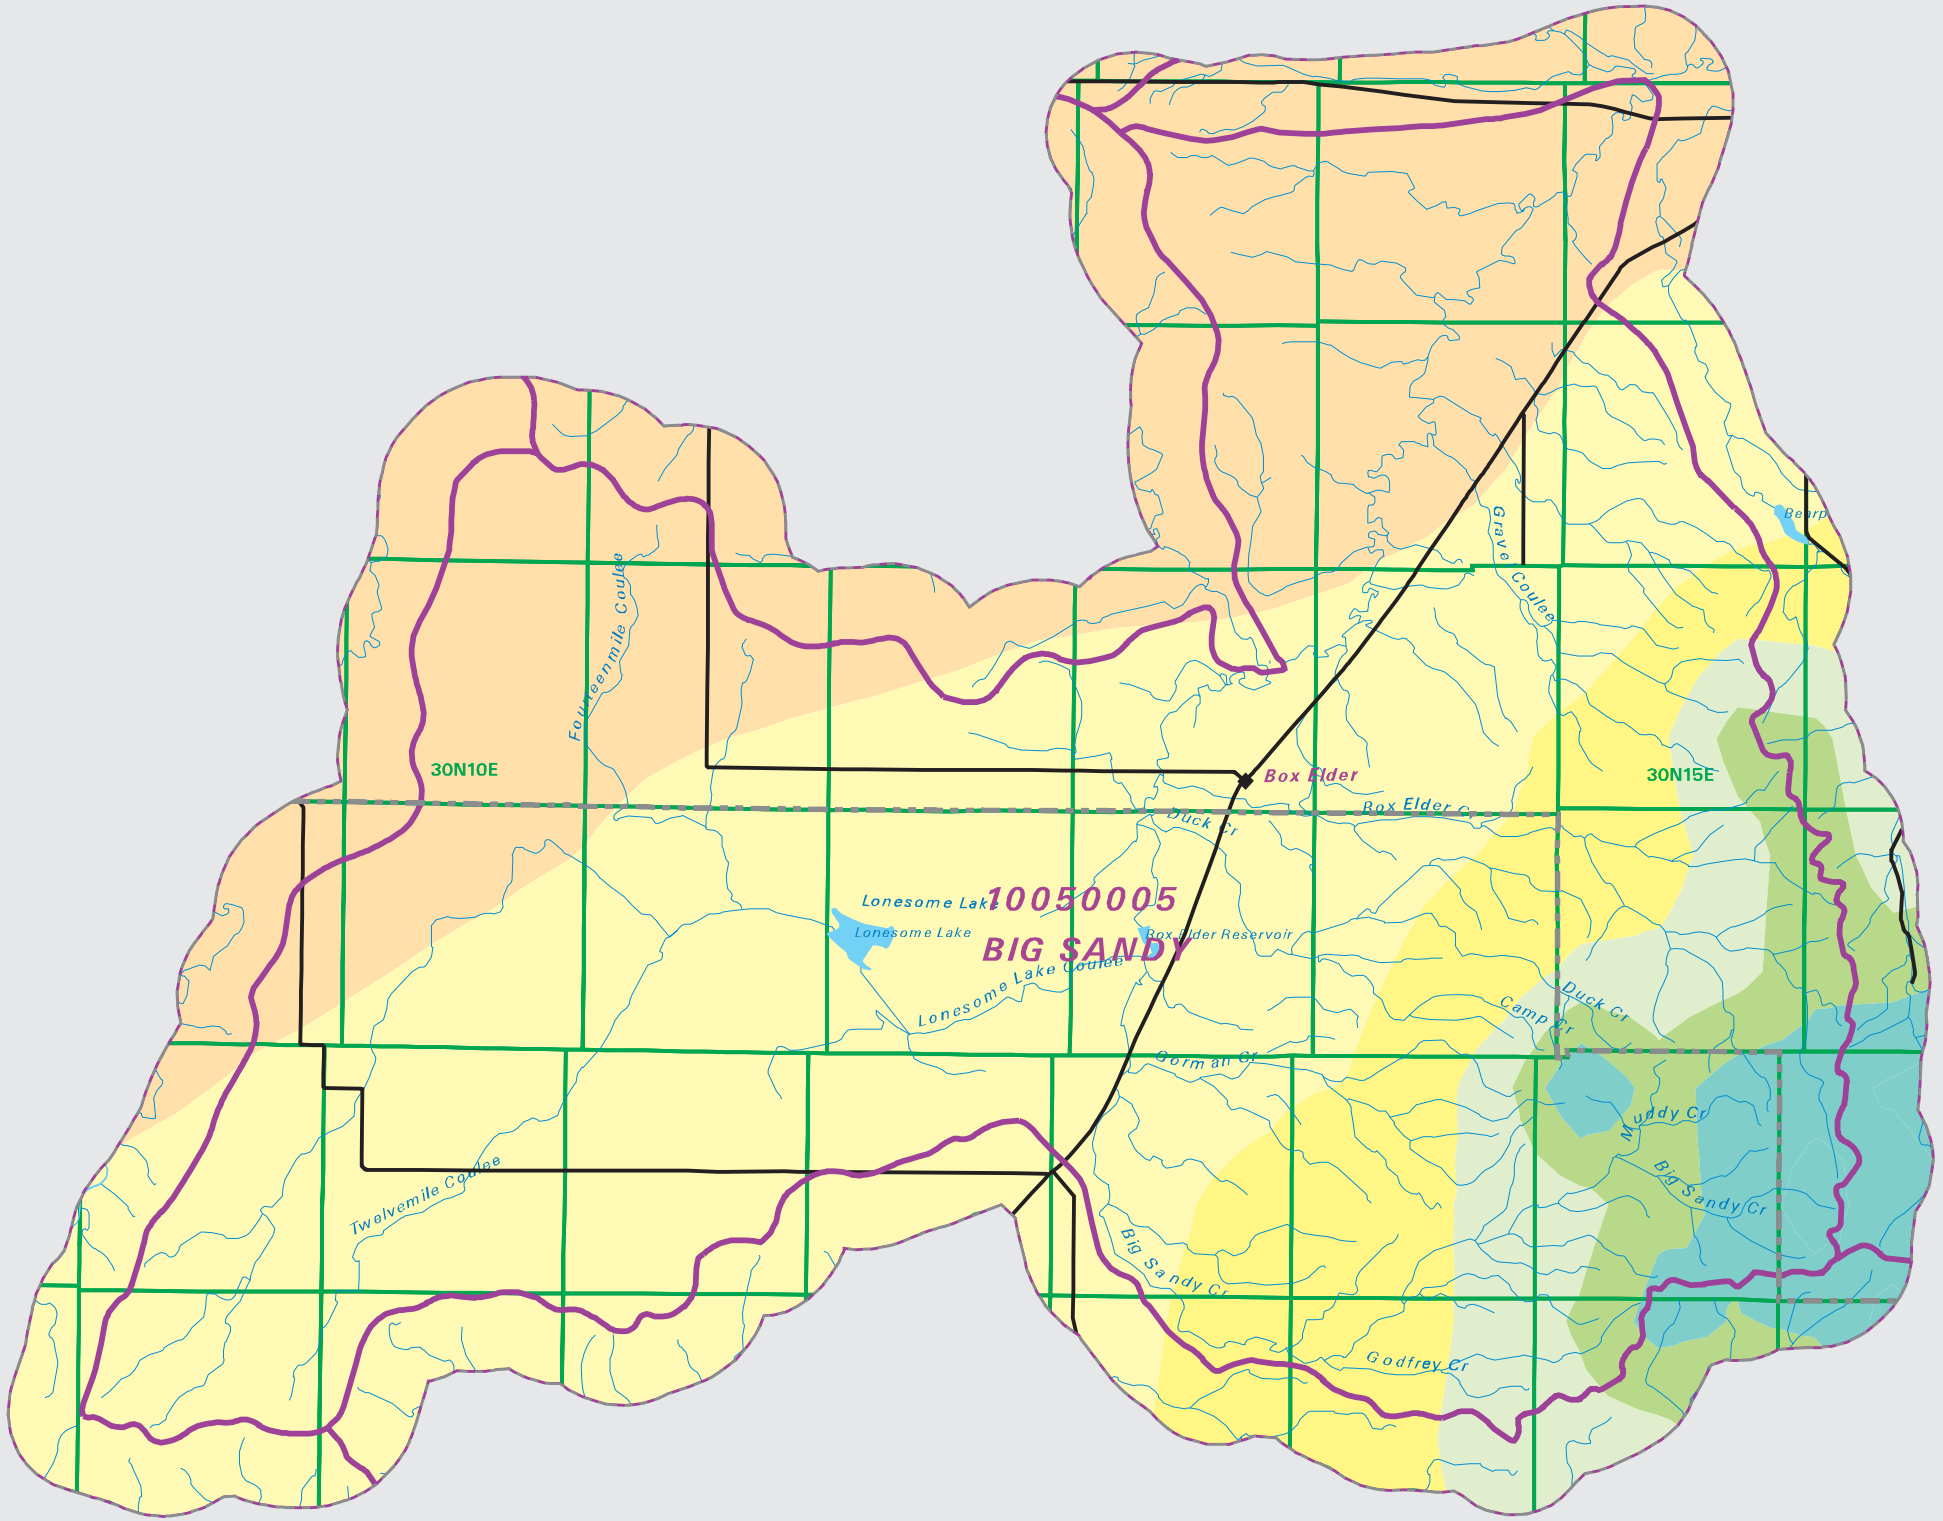 Bearp
Grave Coulee
Fourteenmile Coulee
30N10E
Box Elder
30N15E
Box Elder Cr
Duck Cr
Lonesome Lake
10050005
Lonesome Lake
Box Elder Reservoir
BIG SANDY
Lonesome Lake Coulee
Duck Cr
Camp Cr
Gorman Cr
Muddy Cr
Twelvemile Coulee
Big Sandy Cr
Big Sandy Cr
Godfrey Cr